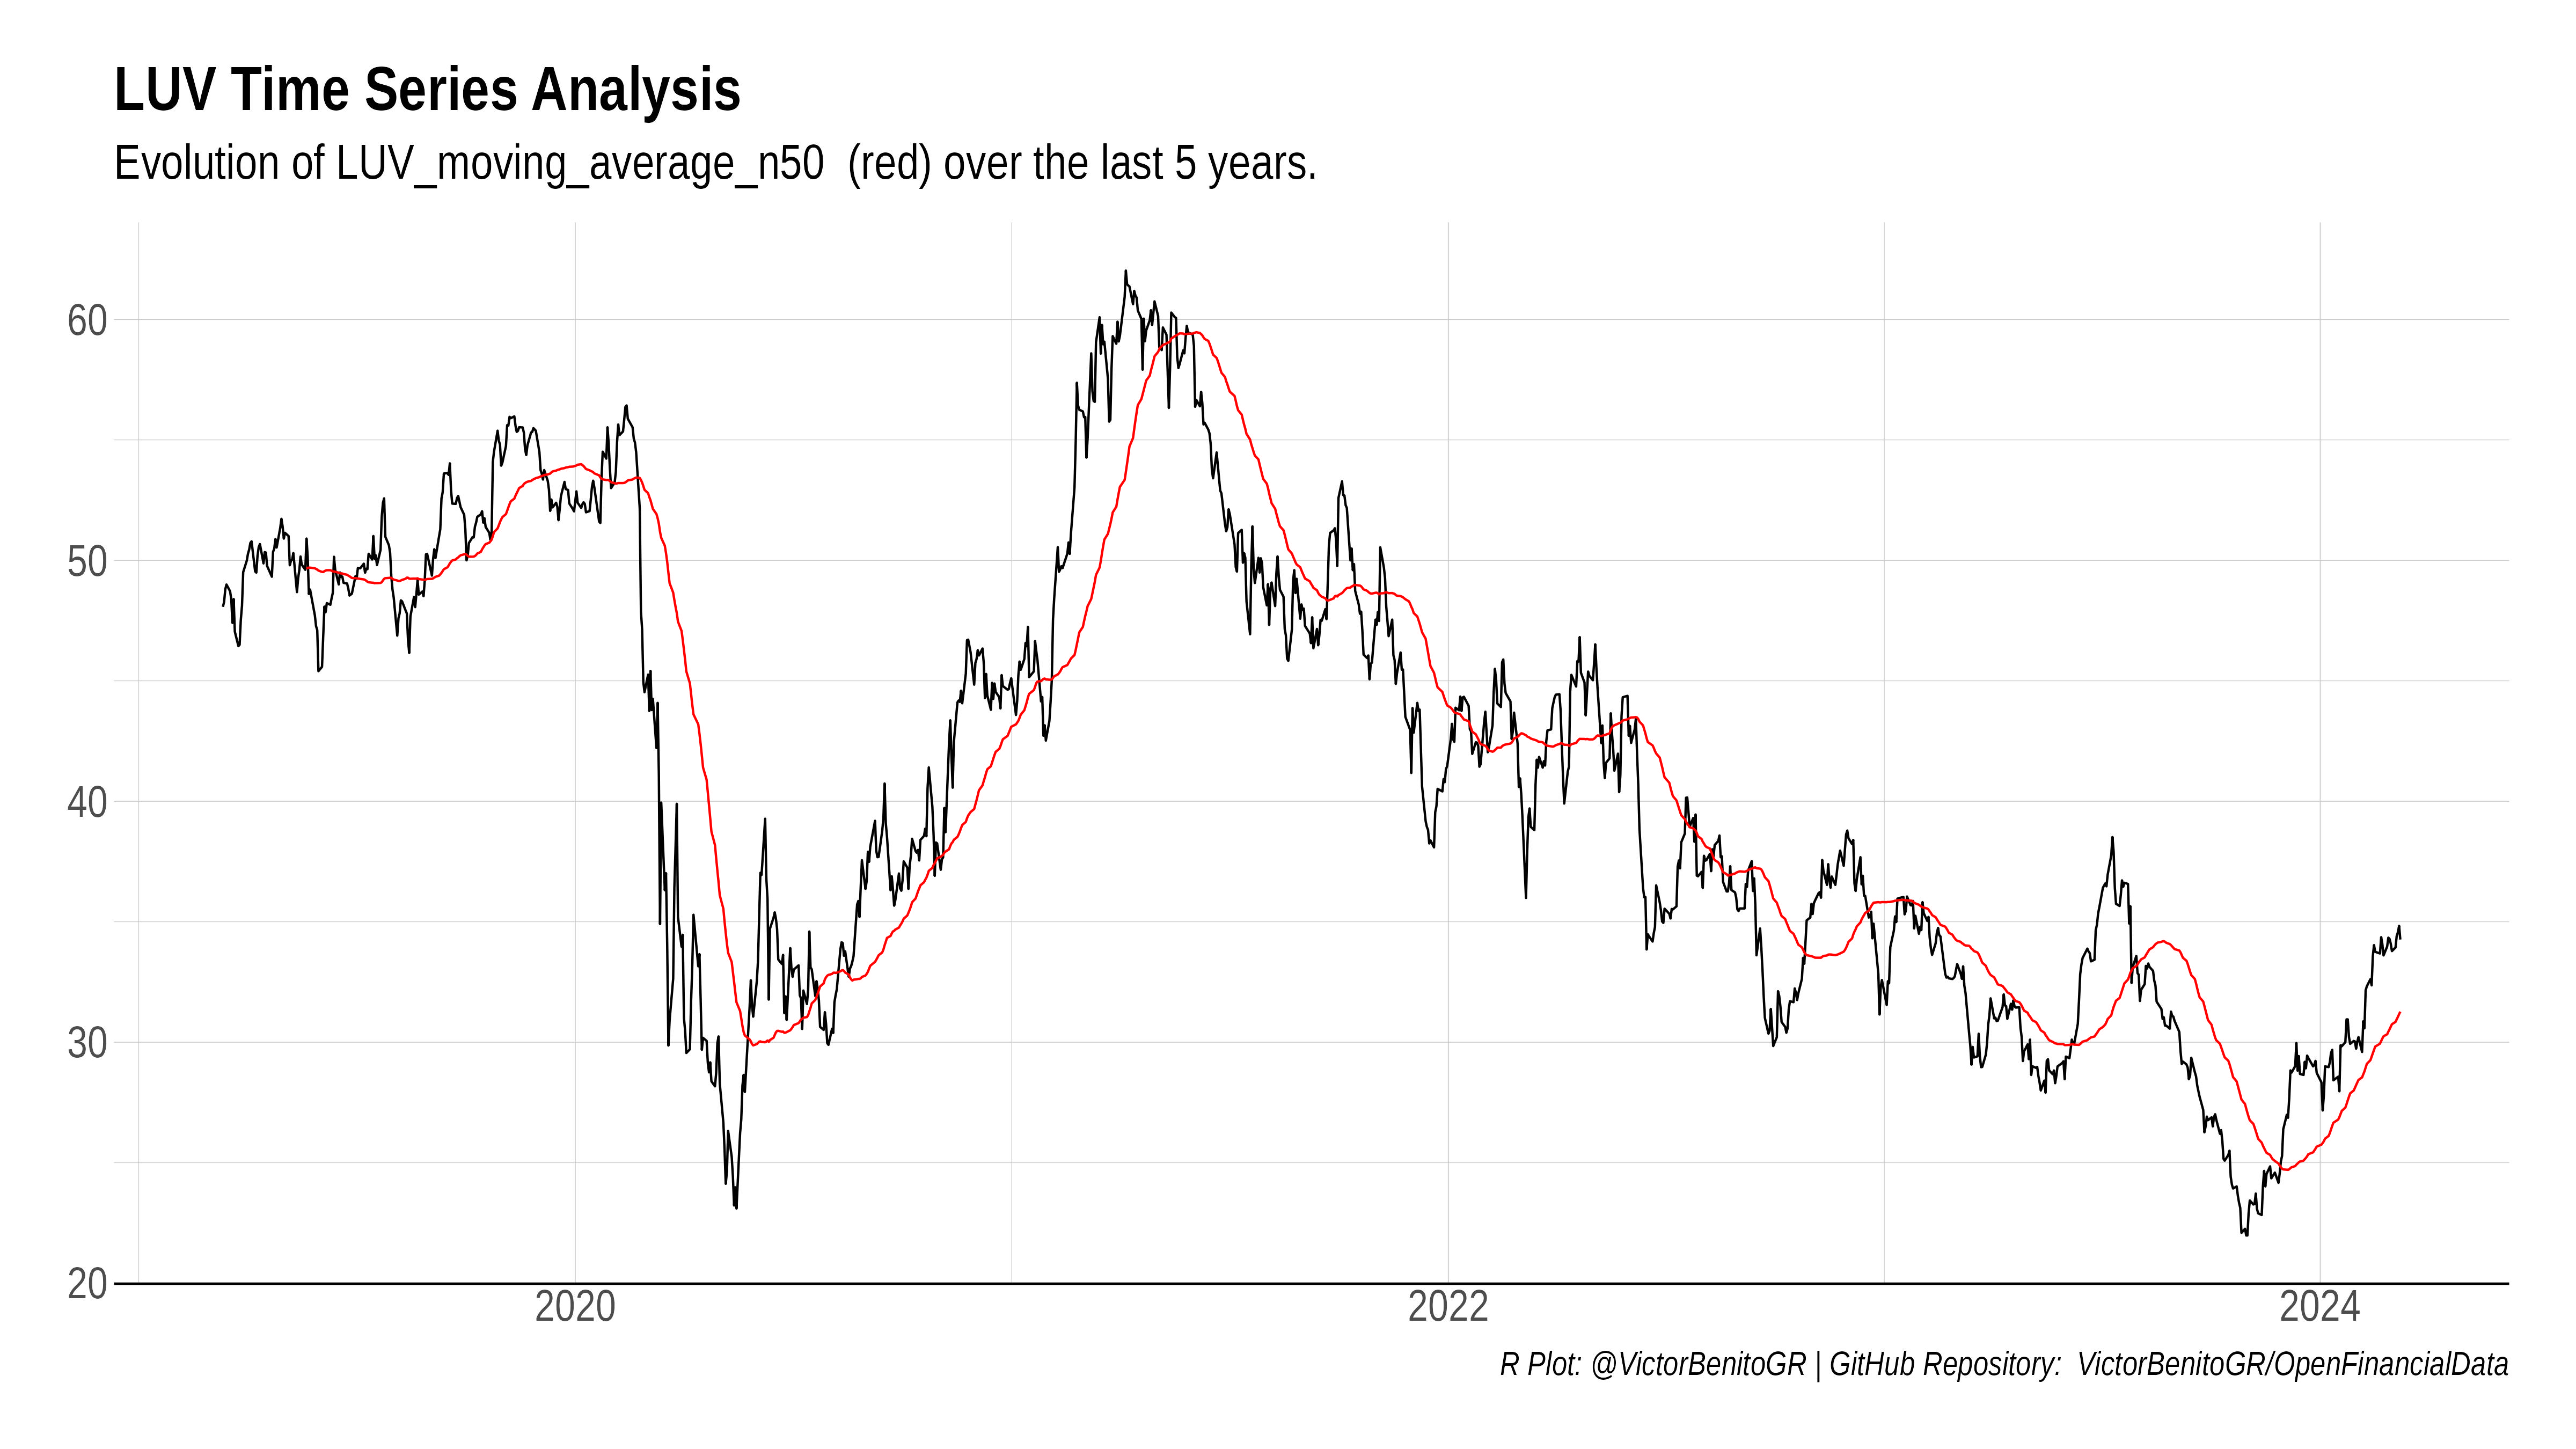 LUV Time Series Analysis
Evolution of LUV_moving_average_n50  (red) over the last 5 years.
60
50
40
30
20
2020 2022 2024
R Plot: @VictorBenitoGR | GitHub Repository:  VictorBenitoGR/OpenFinancialData